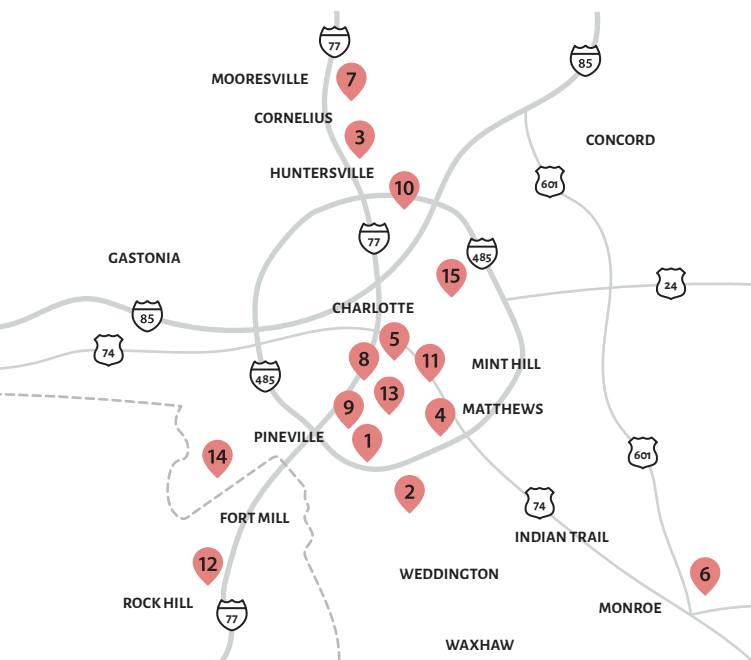 77
85
MOORESVILLE
7
CORNELIUS
3
CONCORD
HUNTERSVILLE
601
10
77
485
GASTONIA
15
24
CHARLOTTE
85
5
74
8
11
MINT HILL
485
13
9
4
MATTHEWS
PINEVILLE
1
14
601
2
74
FORT MILL
INDIAN TRAIL
12
WEDDINGTON
6
ROCK HILL
77
MONROE
WAXHAW